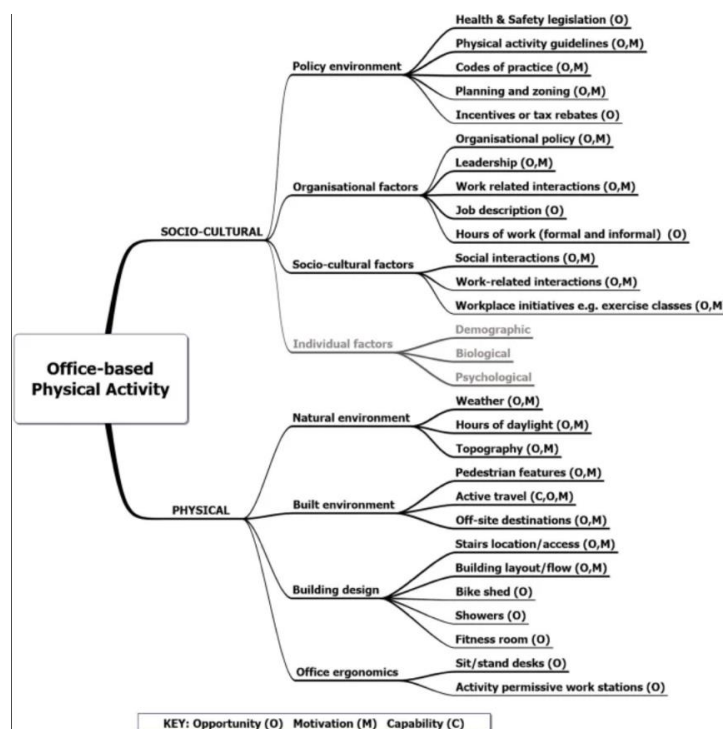 Health & Safety legislation (O)
Physical activity guidelines (O,M)
Policy environment
Codes of practice (O,M)
Planning and zoning (O,M)
Incentives or tax rebates (O)
Organisational policy (O,M)
Leadership (O,M)
Organisational factors
Work related interactions (O,M)
Job description (O)
SOCIO-CULTURAL
Hours of work (formal and informal) (O)
Social interactions (O,M)
Socio-cultural factors
Work-related interactions (O,M)
Workplace initiatives e.g. exercise classes (O,M
Demographic
Individual factors
Biological
Psychological
Office-based
Physical Activity
Weather (O,M)
Natural environment
Hours of daylight (O,M)
Topography (O,M)
Pedestrian features (O,M)
Active travel (C,O,M)
Built environment
PHYSICAL
Off-site destinations (O,M)
Stairs location/access (O,M)
Building layout/flow (O,M)
Building design
Bike shed (O)
Showers (O)
Fitness room (O)
Sit/stand desks (O)
Office ergonomics
Activity permissive work stations (O)
KEY: Opportunity (O) Motivation (M) Capability (C)